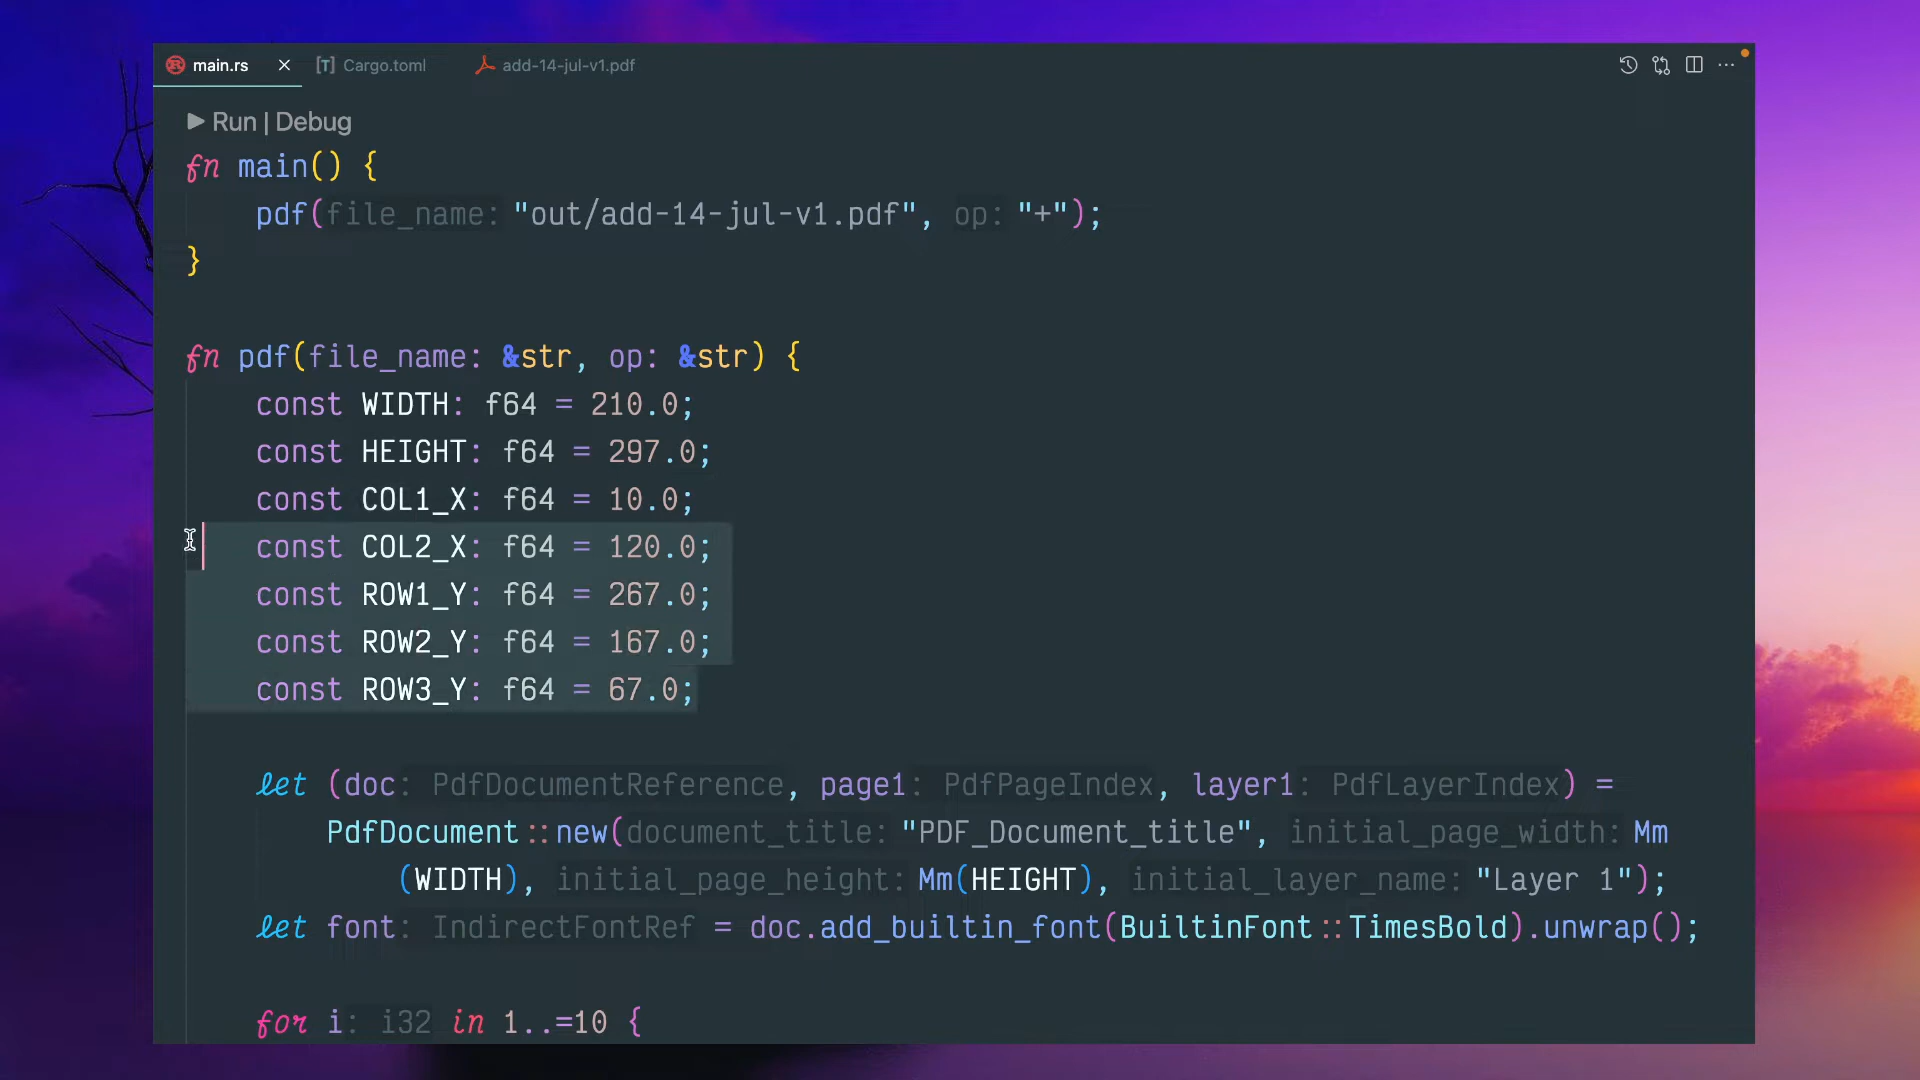 main.rs
[T] Cargo.toml
add-14-jul-v1.pdf
Run | Debug
fn main() {
pdf(file_name: "out/add-14-jul-v1.pdf", op: "+");
}
fn pdf(file_name: &str, op: &str) {
const WIDTH: f64 = 210.0;
const HEIGHT: f64 = 297.0;
const COL1_X: f64 = 10.0;
const COL2_X: f64 = 120.0;
const ROW1_Y: f64 = 267.0;
const ROW2_Y: f64 = 167.0;
const ROW3_Y: f64 = 67.0;
let (doc: PdfDocumentReference, page1: PdfPageIndex, layer1: PdfLayerIndex) =
PdfDocument::new(document_title: "PDF_Document_title", initial_page_width: Mm
(WIDTH), initial_page_height: Mm(HEIGHT), initial_layer_name: "Layer 1");
let font: IndirectFontRef = doc.add_builtin_font(BuiltinFont::TimesBold).unwrap();
for i: i32 in 1..=10 {